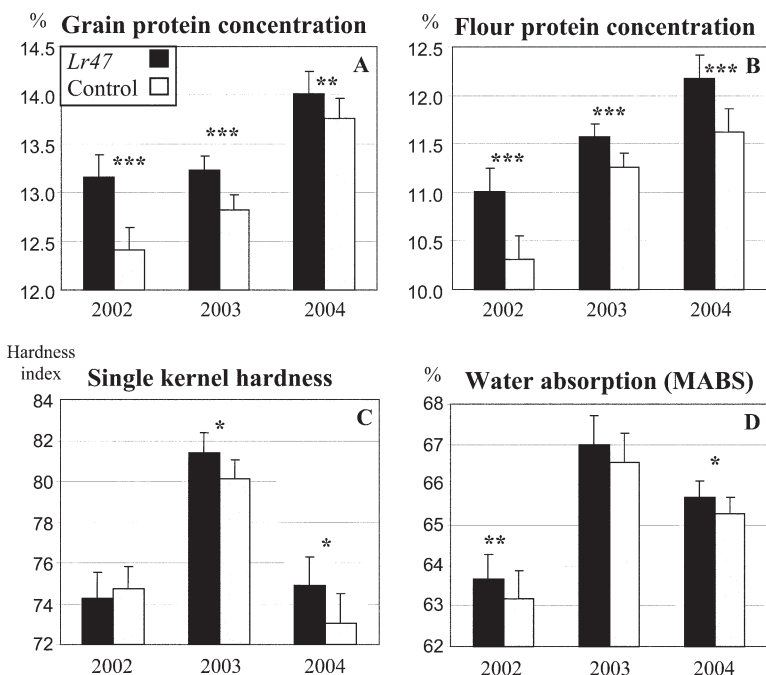 % Grain protein concentration
Lr47
Control
A
14.5
14.0
13.5
13.0
12.5
12.0
***
***
**
2002 2003 2004
% Flour protein concentration
B
12.5
12.0
11.5
11.0
10.5
10.0
***
***
***
2002 2003 2004
Hardness
index
Single kernel hardness
C
84
82
80
78
76
74
72
*
*
2002 2003 2004
% Water absorption (MABS)
D
68
67
66
65
64
63
62
**
*
2002 2003 2004